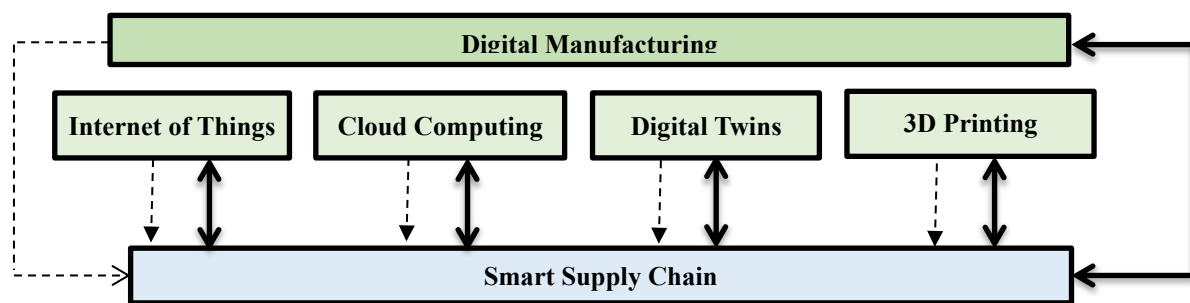 Digital Manufacturing
Internet of Things
Cloud Computing
Digital Twins
3D Printing
Smart Supply Chain